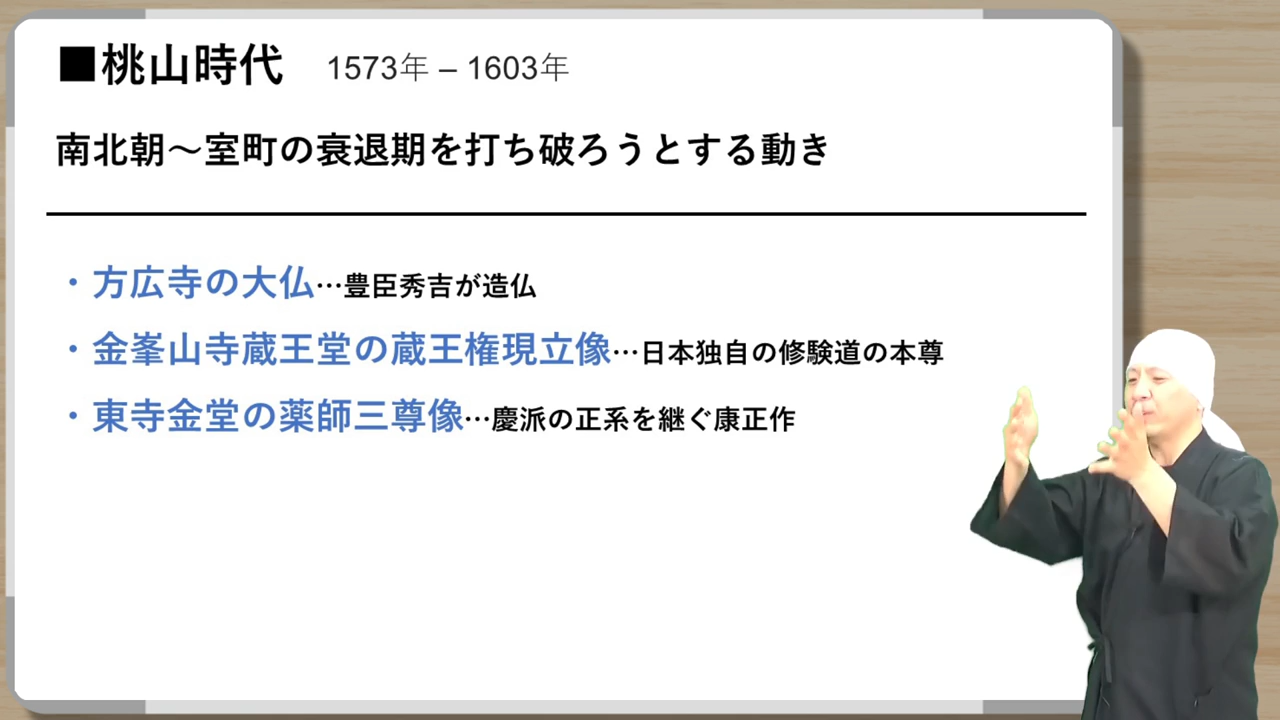 ■桃山時代 1573年 – 1603年
南北朝～室町の衰退期を打ち破ろうとする動き
・方広寺の大仏…豊臣秀吉が造仏
・金峯山寺蔵王堂の蔵王権現立像…日本独自の修験道の本尊
・東寺金堂の薬師三尊像…慶派の正系を継ぐ康正作